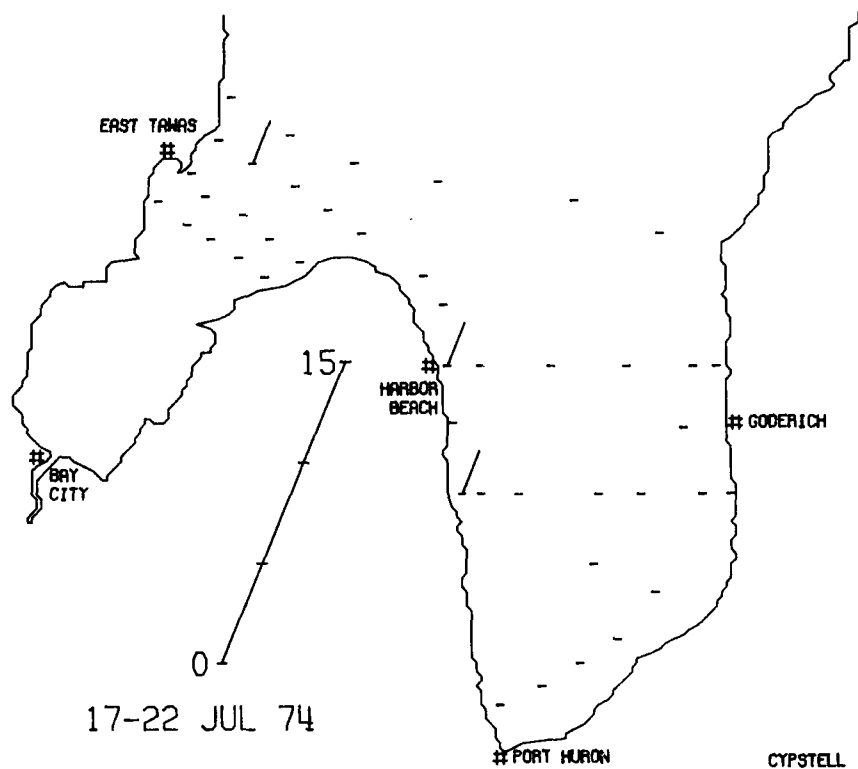 EAST TAWAS
15
HARBOR
BEACH
GODERICH
BAY
CITY
0
17-22 JUL 74
PORT HURON
CYPSTELL